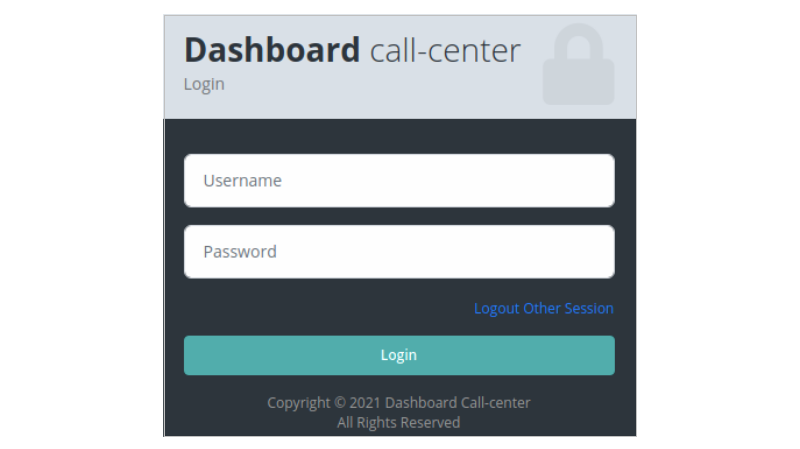 Dashboard call-center
Login
Username
Password
Logout Other Session
Login
Copyright © 2021 Dashboard Call-center
All Rights Reserved